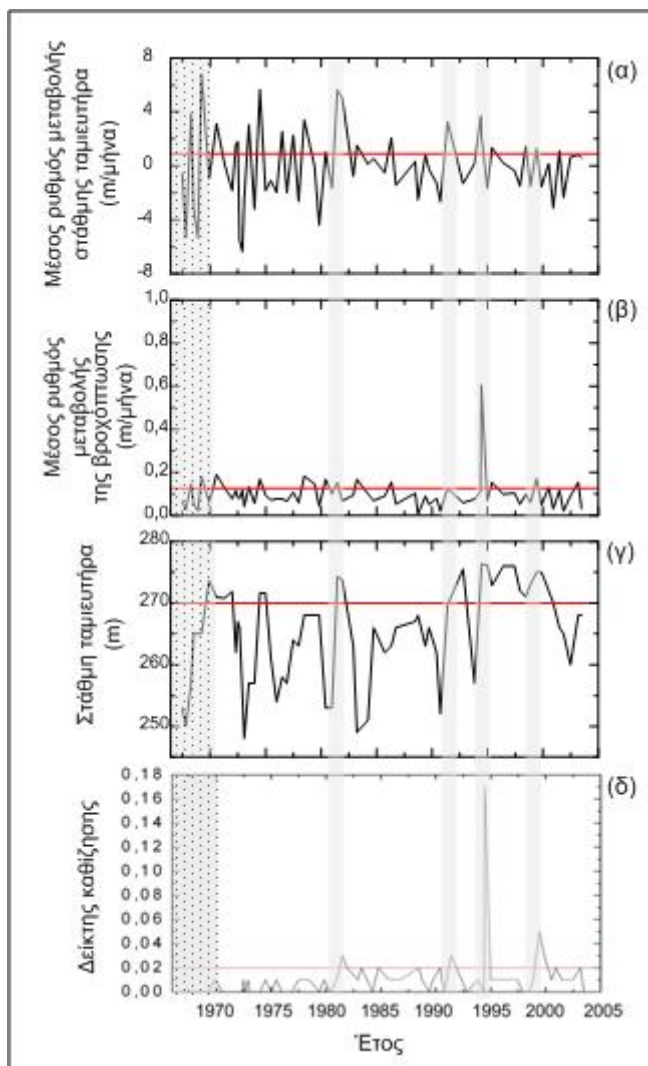 (α)
Μέσος ρυθμός μεταβολής
στάθμης ταμιευτήρα
(m/μήνα)
8
4
0
-4
-8
(β)
Μέσος ρυθμός
μεταβολής
της βροχόπτωσης
(m/μήνα)
1,0
0,8
0,6
0,4
0,2
0,0
(γ)
Στάθμη ταμιευτήρα
(m)
280
270
260
250
(δ)
Δείκτης καθίζησης
0,18
0,16
0,14
0,12
0,10
0,08
0,06
0,04
0,02
0,00
1970 1975 1980 1985 1990 1995 2000 2005
Έτος